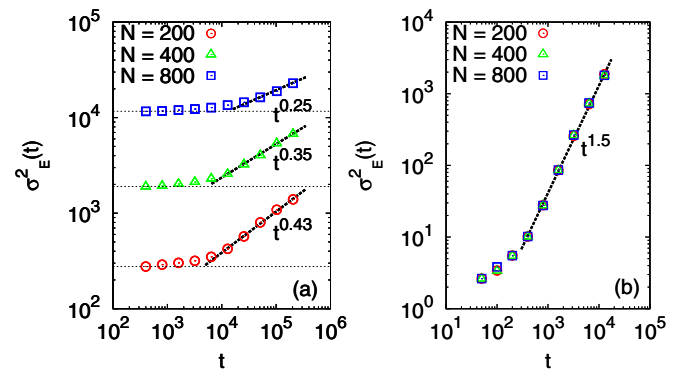 10^5
10^4
10^3
10^2
σ^2_E(t)
N = 200
N = 400
N = 800
t^0.25
t^0.35
t^0.43
(a)
10^2 10^3 10^4 10^5 10^6
t
10^4
10^3
10^2
10^1
10^0
σ^2_E(t)
N = 200
N = 400
N = 800
t^1.5
(b)
10^1 10^2 10^3 10^4 10^5
t